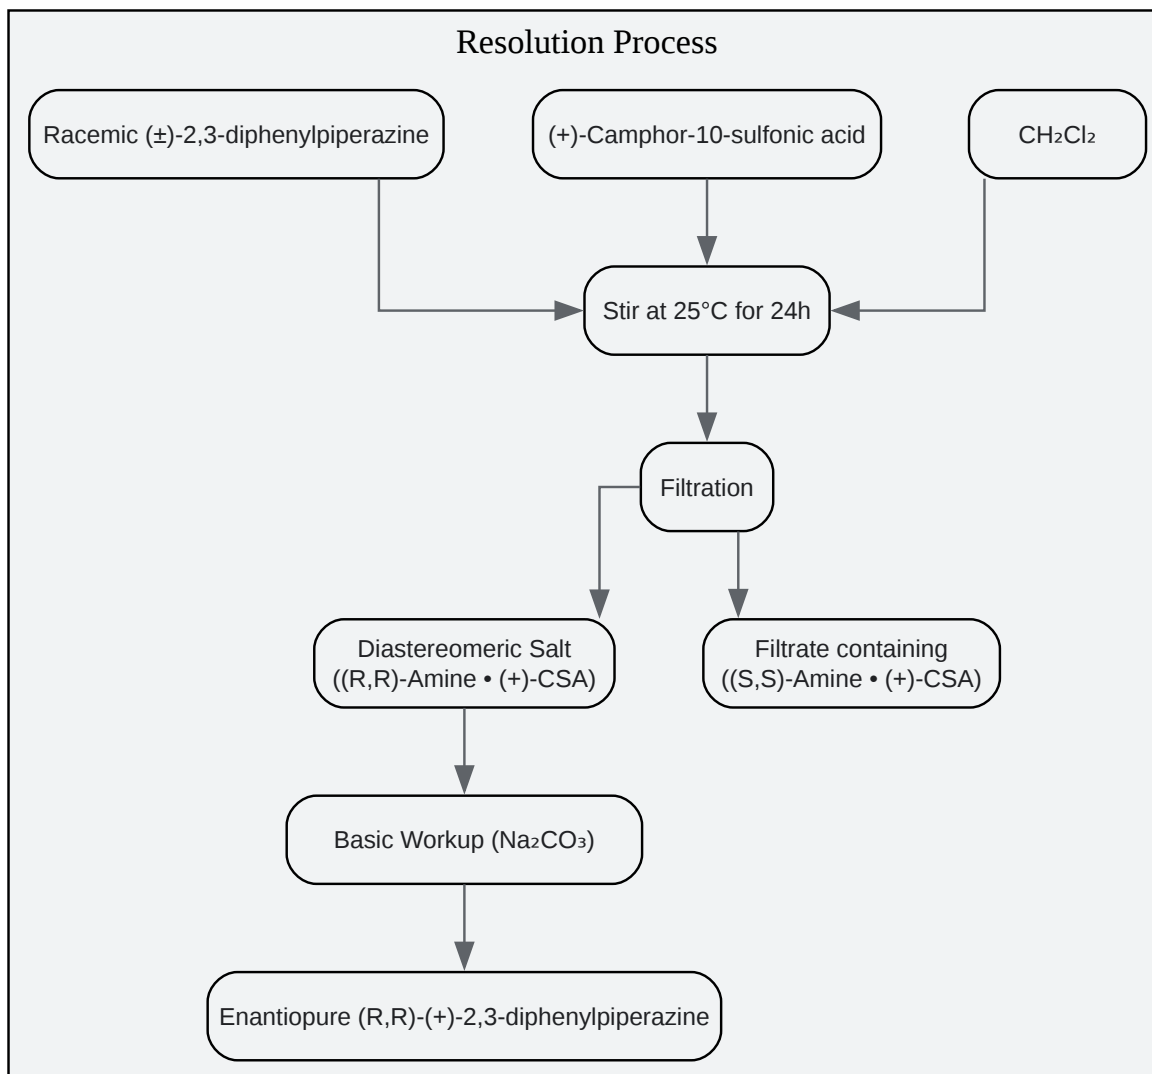 Resolution Process
Racemic (±)-2,3-diphenylpiperazine
(+)-Camphor-10-sulfonic acid
CH₂Cl₂
Stir at 25°C for 24h
Filtration
Diastereomeric Salt
((R,R)-Amine • (+)-CSA)
Filtrate containing
((S,S)-Amine • (+)-CSA)
Basic Workup (Na₂CO₃)
Enantiopure (R,R)-(+)-2,3-diphenylpiperazine